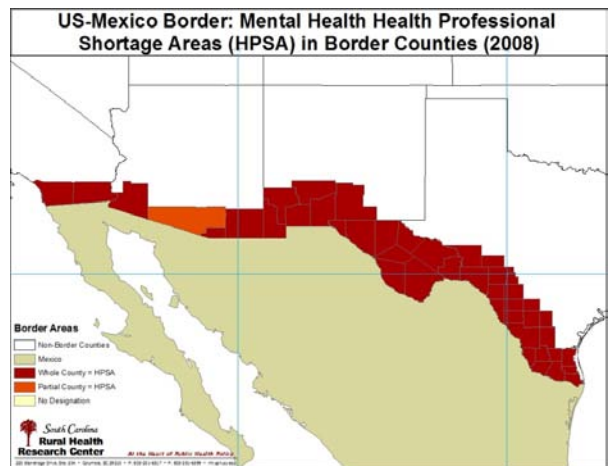 US-Mexico Border: Mental Health Health Professional
Shortage Areas (HPSA) in Border Counties (2008)
Border Areas
Non-Border Counties
Mexico
Whole County = HPSA
Partial County = HPSA
No Designation
South Carolina
Rural Health
Research Center
At the Heart of Public Health Policy